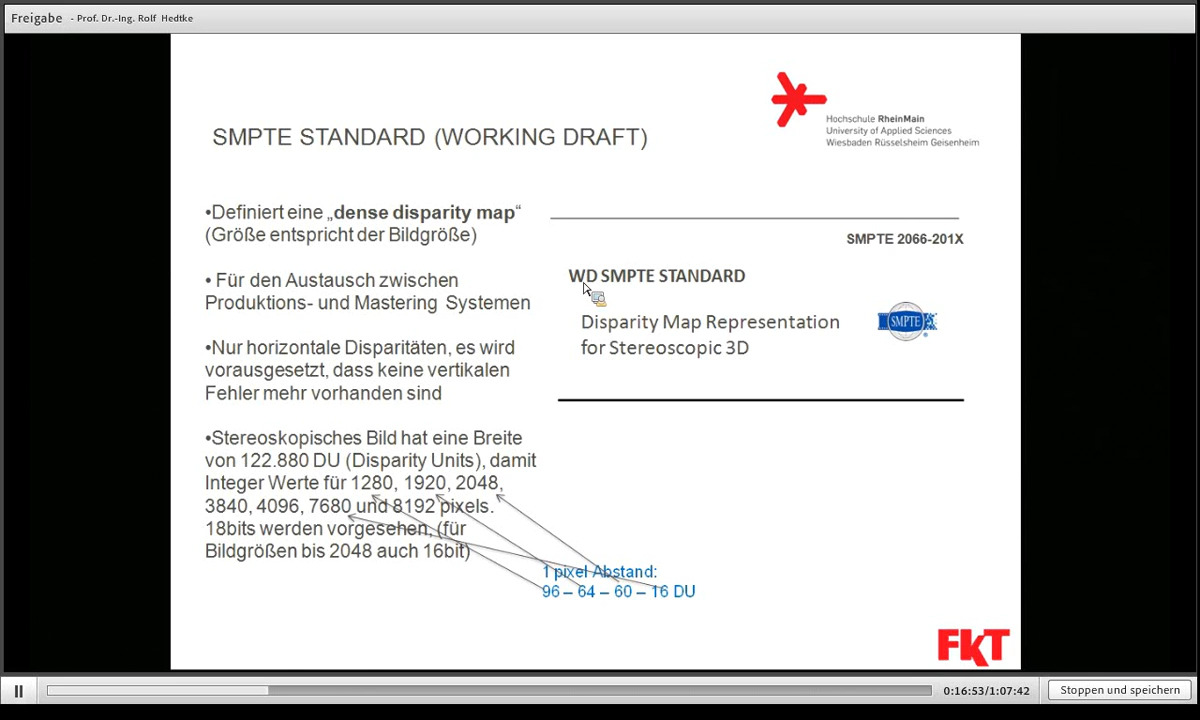 Freigabe - Prof. Dr.-Ing. Rolf Hedtke
Hochschule RheinMain
University of Applied Sciences
Wiesbaden Rüsselsheim Geisenheim
SMPTE STANDARD (WORKING DRAFT)
•Definiert eine „dense disparity map“
(Größe entspricht der Bildgröße)
• Für den Austausch zwischen
Produktions- und Mastering Systemen
•Nur horizontale Disparitäten, es wird
vorausgesetzt, dass keine vertikalen
Fehler mehr vorhanden sind
•Stereoskopisches Bild hat eine Breite
von 122.880 DU (Disparity Units), damit
Integer Werte für 1280, 1920, 2048,
3840, 4096, 7680 und 8192 pixels.
18bits werden vorgesehen, (für
Bildgrößen bis 2048 auch 16bit)
SMPTE 2066-201X
WD SMPTE STANDARD
Disparity Map Representation
for Stereoscopic 3D
SMPTE
1 pixel Abstand:
96 – 64 – 60 – 16 DU
FKT
0:16:53/1:07:42
Stoppen und speichern